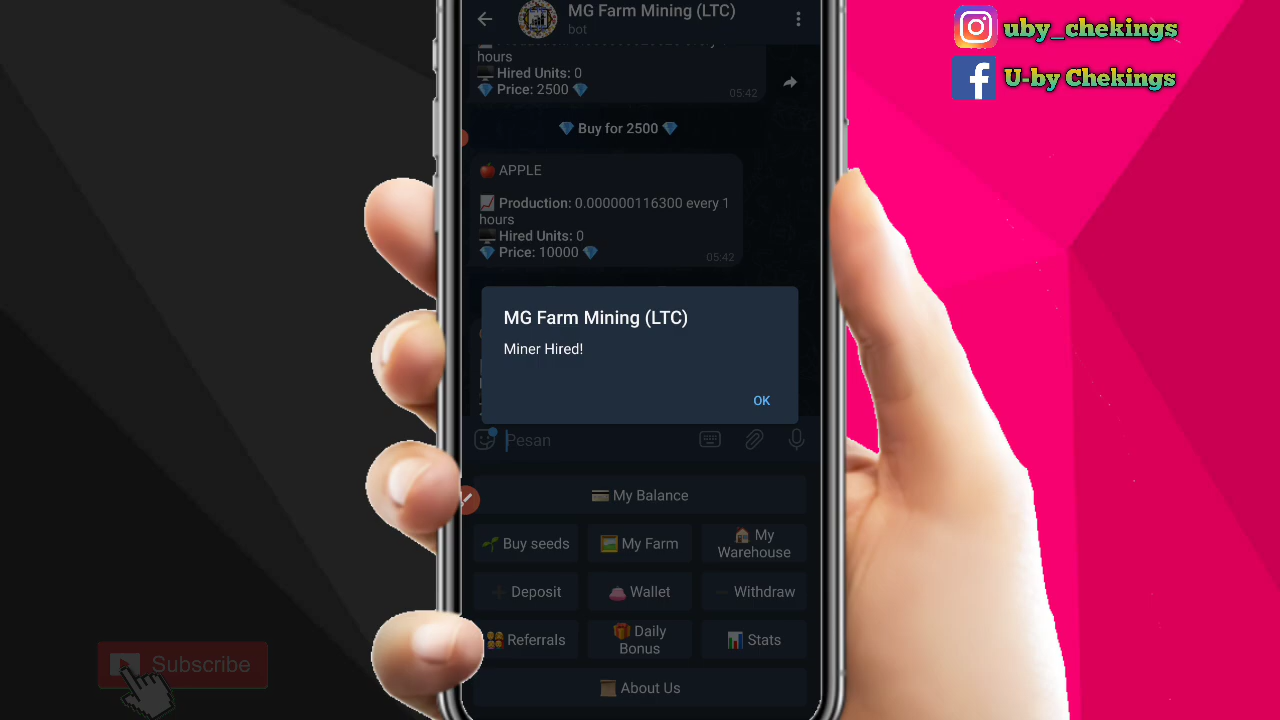 MG Farm Mining (LTC)
bot
uby_chekings
U-by Chekings
hours
Hired Units: 0
Price: 2500
05:42
Buy for 2500
APPLE
Production: 0.000000116300 every 1
hours
Hired Units: 0
Price: 10000
05:42
MG Farm Mining (LTC)
Miner Hired!
OK
Pesan
My Balance
Buy seeds
My Farm
My
Warehouse
Deposit
Wallet
Withdraw
Referrals
Daily
Bonus
Stats
About Us
Subscribe